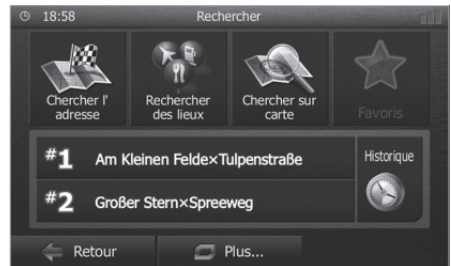 18:58 Rechercher
Chercher l'
adresse
Rechercher
des lieux
Chercher sur
carte
Favoris
#1 Am Kleinen Felde×Tulpenstraße
Historique
#2 Großer Stern×Spreeweg
Retour
Plus...